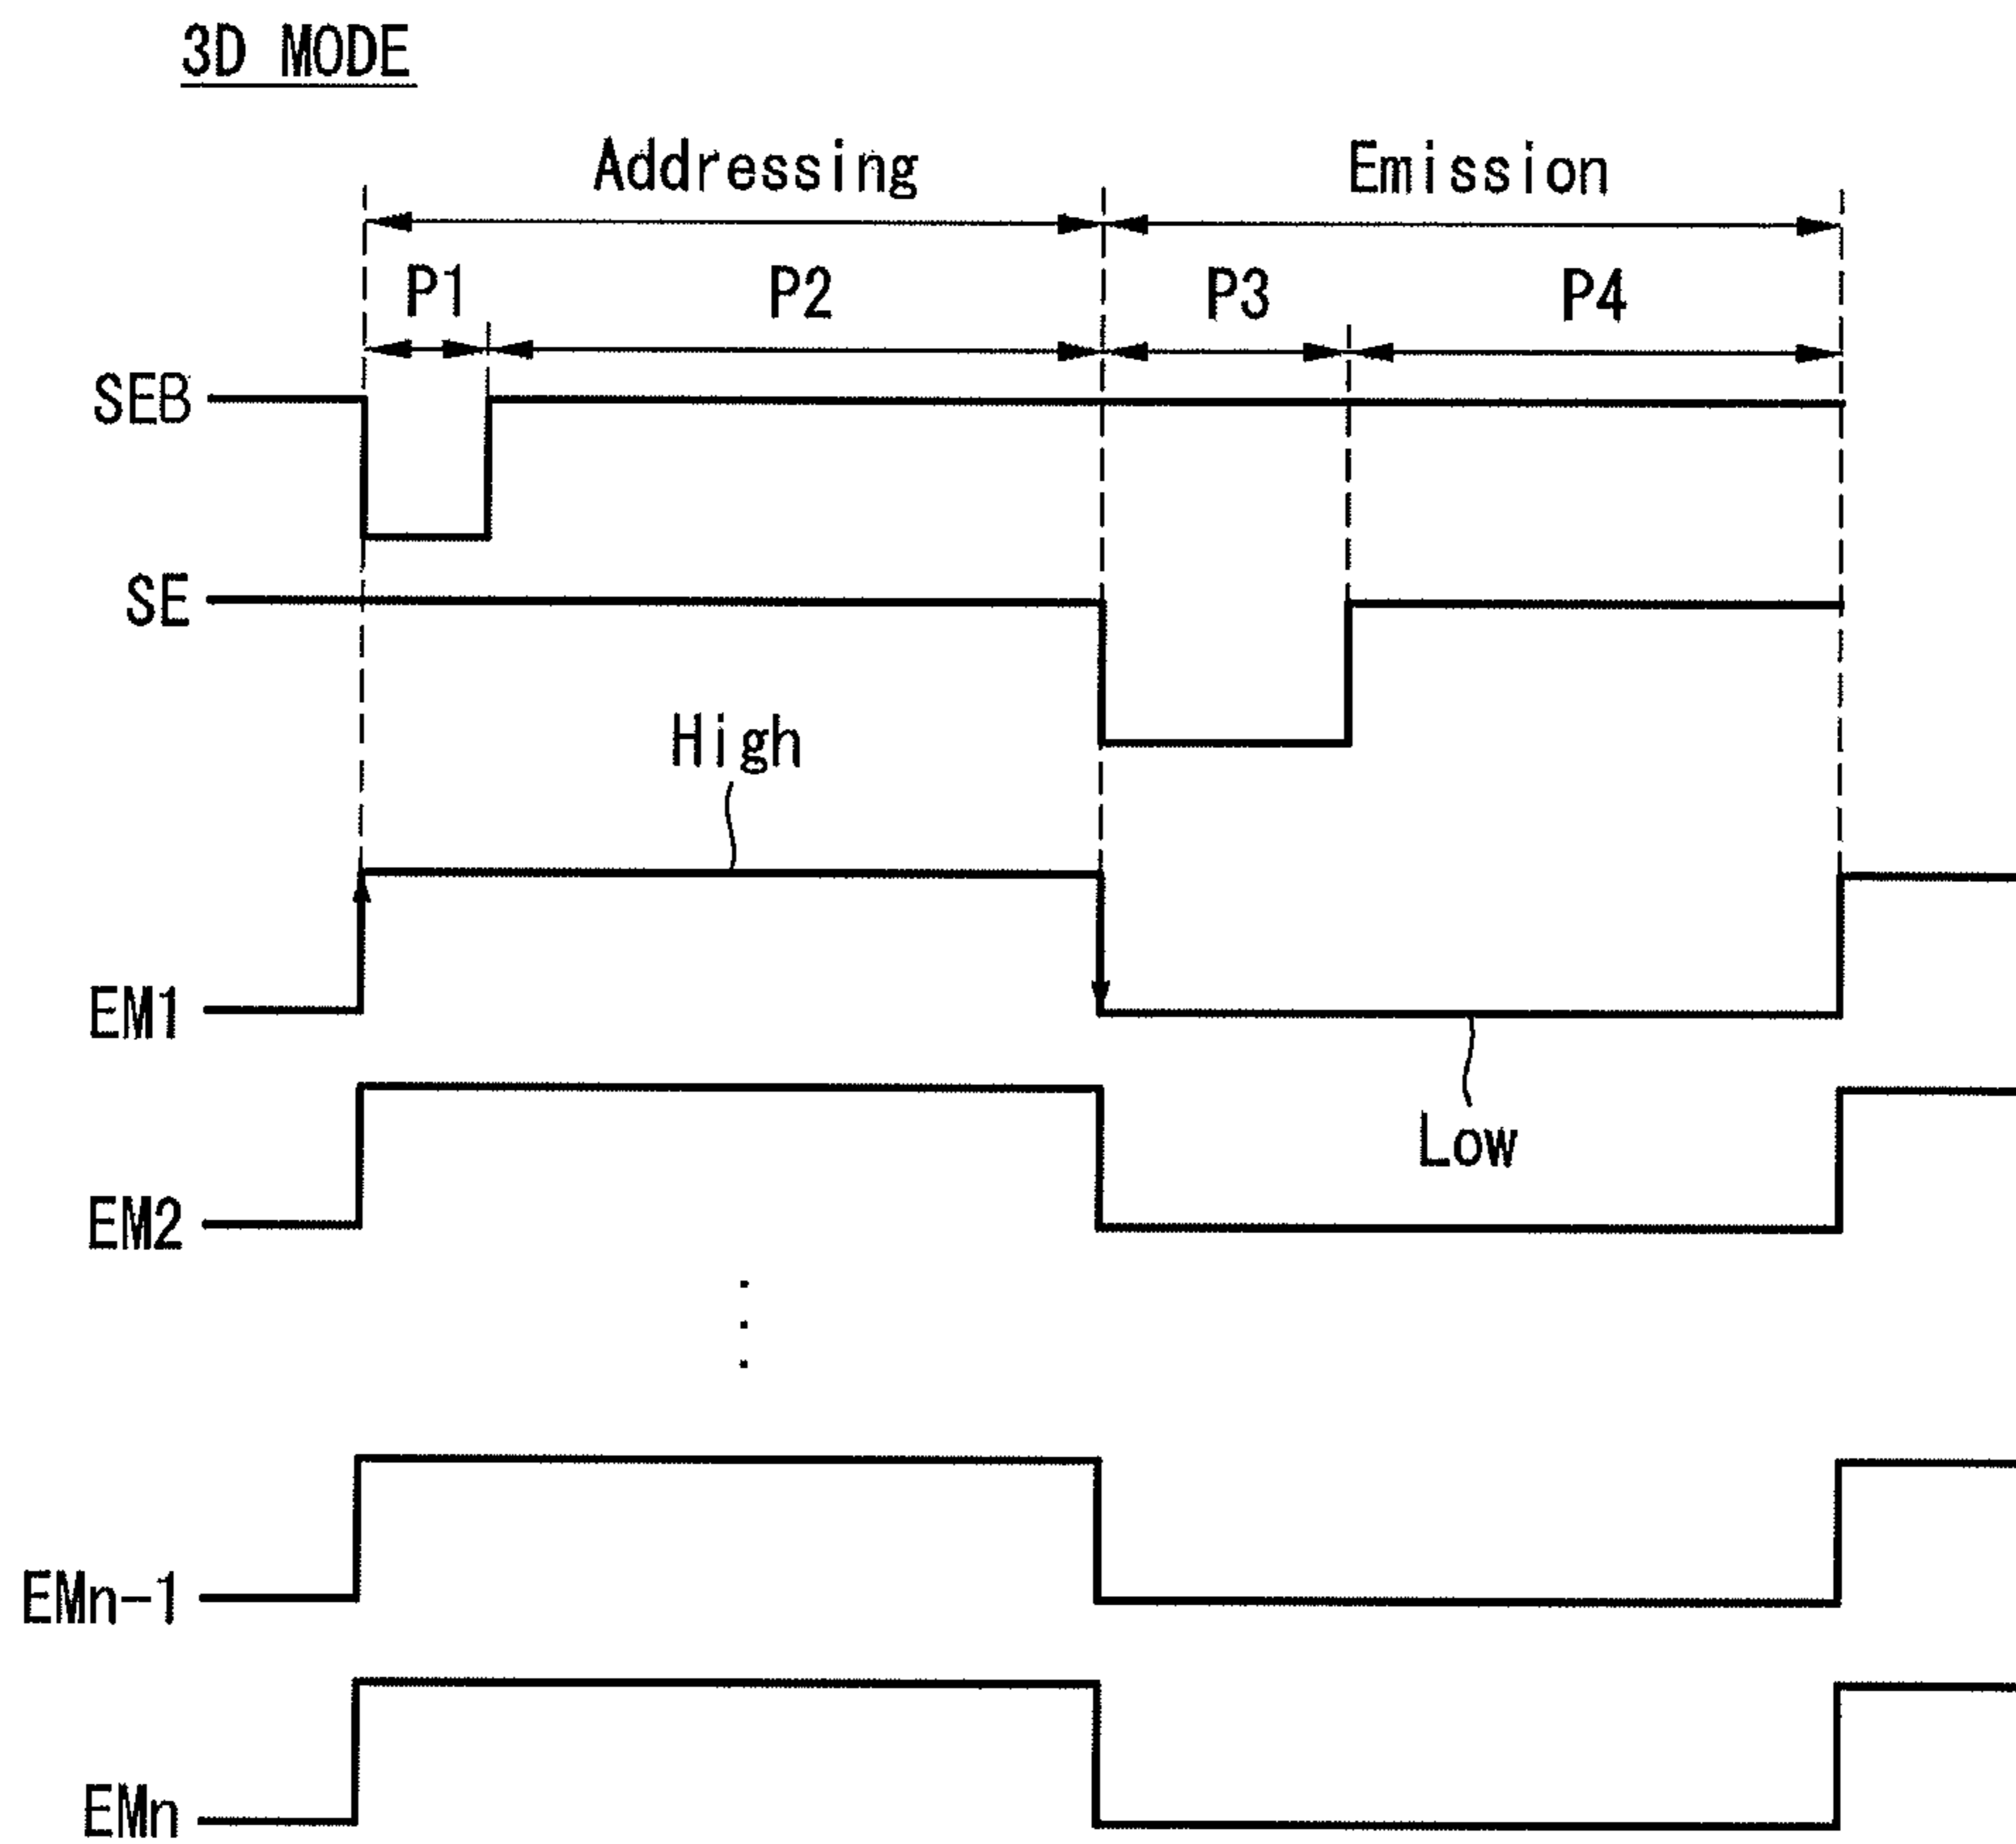 3D MODE
Addressing Emission
P1 P2 P3 P4
SEB
SE
High
EM1
Low
EM2
EMn-1
EMn